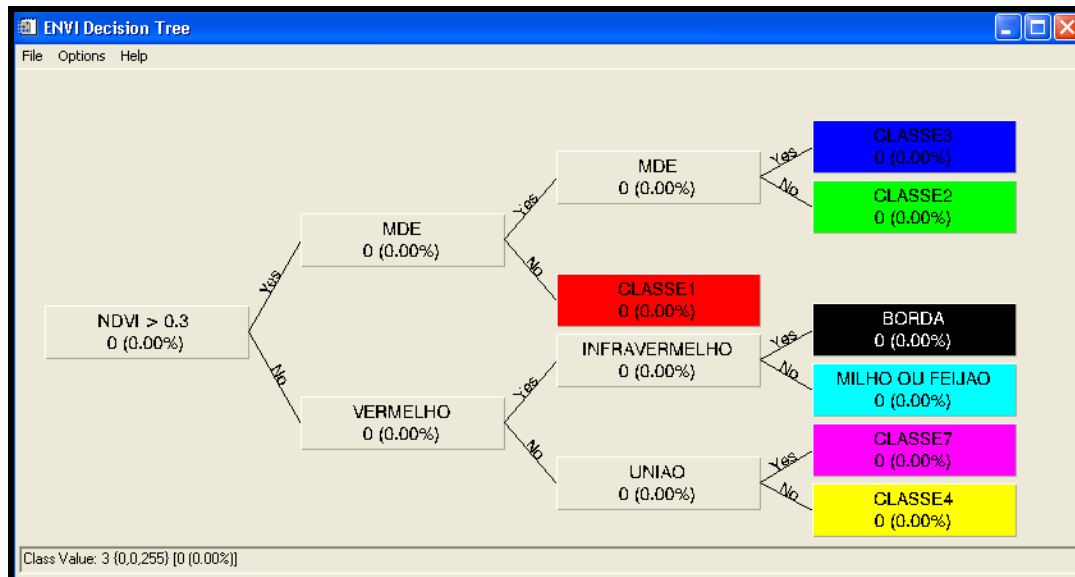 ENVI Decision Tree
File Options Help
NDVI > 0.3
0 (0.00%)
Yes
No
MDE
0 (0.00%)
Yes
No
VERMELHO
0 (0.00%)
Yes
No
MDE
0 (0.00%)
Yes
No
CLASSE1
0 (0.00%)
INFRAVERMELHO
0 (0.00%)
Yes
No
UNIAO
0 (0.00%)
Yes
No
CLASSE3
0 (0.00%)
CLASSE2
0 (0.00%)
BORDA
0 (0.00%)
MILHO OU FEIJAO
0 (0.00%)
CLASSE7
0 (0.00%)
CLASSE4
0 (0.00%)
Class Value: 3 {0,0,255} [0 (0.00%)]